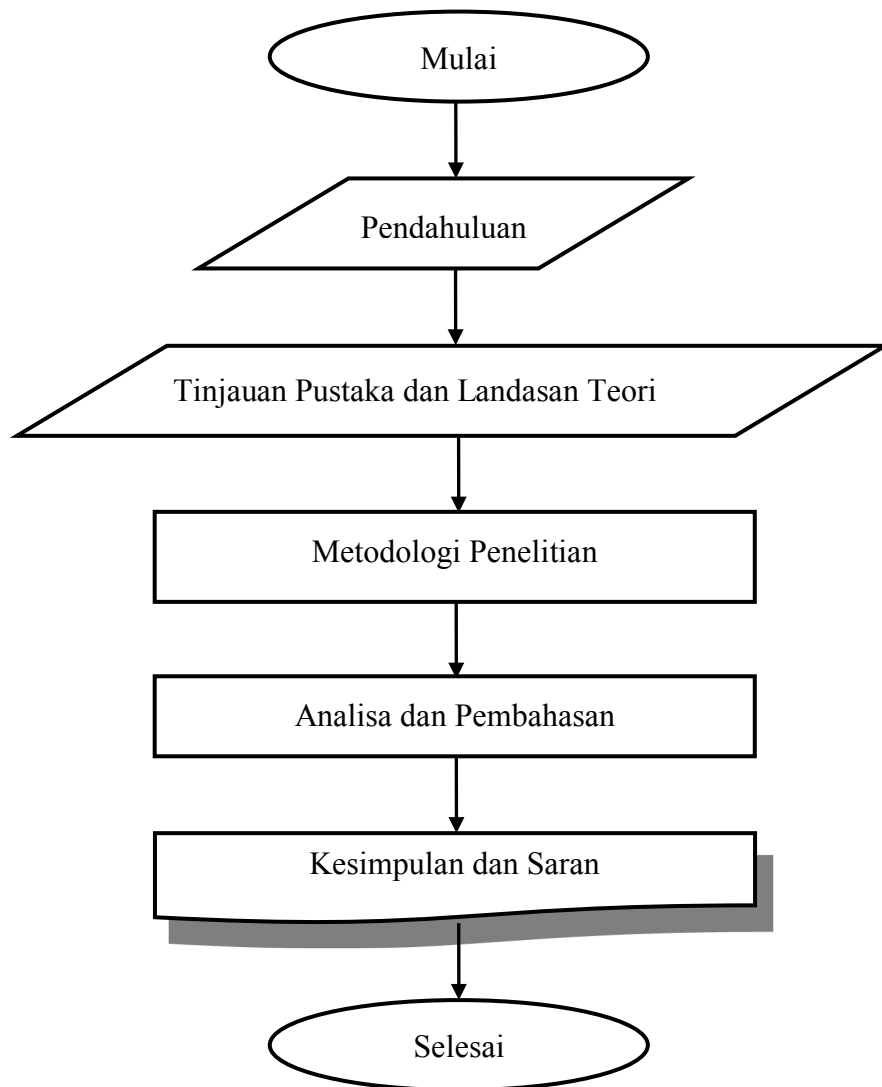 Mulai
Pendahuluan
Tinjauan Pustaka dan Landasan Teori
Metodologi Penelitian
Analisa dan Pembahasan
Kesimpulan dan Saran
Selesai